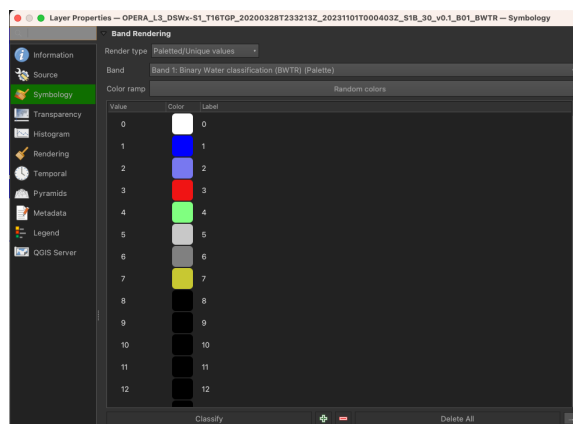 Layer Properties — OPERA_L3_DSWx-S1_T16TGP_20200328T233213Z_20231101T000403Z_S1B_30_v0.1_B01_BWTR — Symbology
Information
Source
Symbology
Transparency
Histogram
Rendering
Temporal
Pyramids
Metadata
Legend
QGIS Server
Band Rendering
Render type Paletted/Unique values
Band Band 1: Binary Water classification (BWTR) (Palette)
Color ramp Random colors
Value Color Label
0 0
1 1
2 2
3 3
4 4
5 5
6 6
7 7
8 8
9 9
10 10
11 11
12 12
Classify Delete All